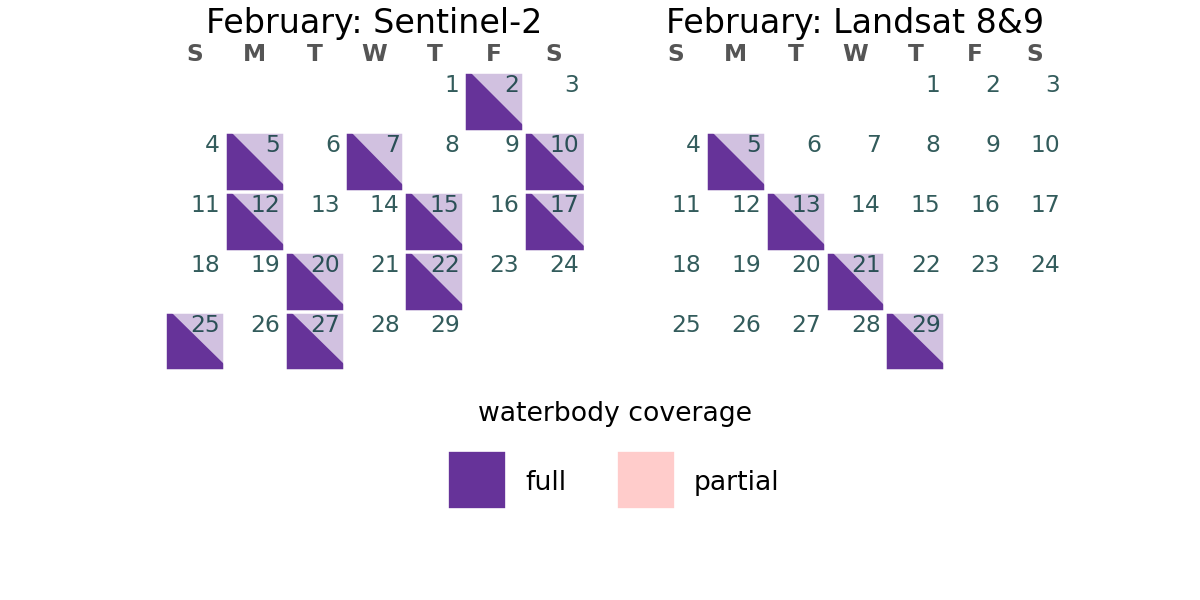 February: Sentinel-2
S M T W T F S
1 2 3
4 5 6 7 8 9 10
11 12 13 14 15 16 17
18 19 20 21 22 23 24
25 26 27 28 29
February: Landsat 8&9
S M T W T F S
1 2 3
4 5 6 7 8 9 10
11 12 13 14 15 16 17
18 19 20 21 22 23 24
25 26 27 28 29
waterbody coverage
full partial